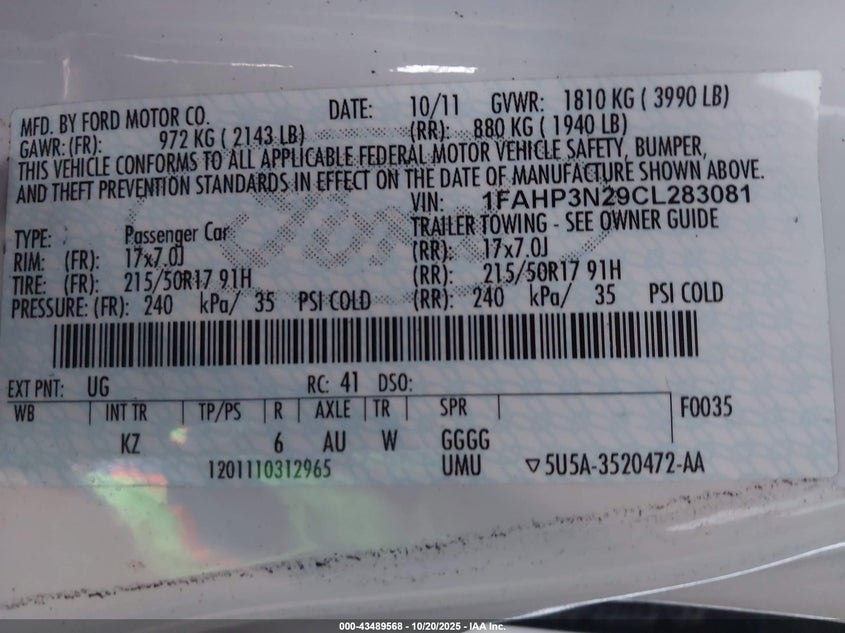 MFD. BY FORD MOTOR CO. DATE: 10/11 GVWR: 1810 KG ( 3990 LB)
GAWR: (FR): 972 KG ( 2143 LB) (RR): 880 KG ( 1940 LB)
THIS VEHICLE CONFORMS TO ALL APPLICABLE FEDERAL MOTOR VEHICLE SAFETY, BUMPER,
AND THEFT PREVENTION STANDARDS IN EFFECT ON THE DATE OF MANUFACTURE SHOWN ABOVE.
VIN: 1FAHP3N29CL283081
TYPE: Passenger Car TRAILER TOWING - SEE OWNER GUIDE
RIM: (FR): 17x7.0J (RR): 17x7.0J
TIRE: (FR): 215/50R17 91H (RR): 215/50R17 91H
PRESSURE: (FR): 240 kPa/ 35 PSI COLD (RR): 240 kPa/ 35 PSI COLD
EXT PNT: UG RC: 41 DSO:
WB INT TR TP/PS R AXLE TR SPR F0035
KZ 6 AU W GGGG
1201110312965 UMU ▽5U5A-3520472-AA
Ford
000-43489568 - 10/20/2025 - IAA Inc.